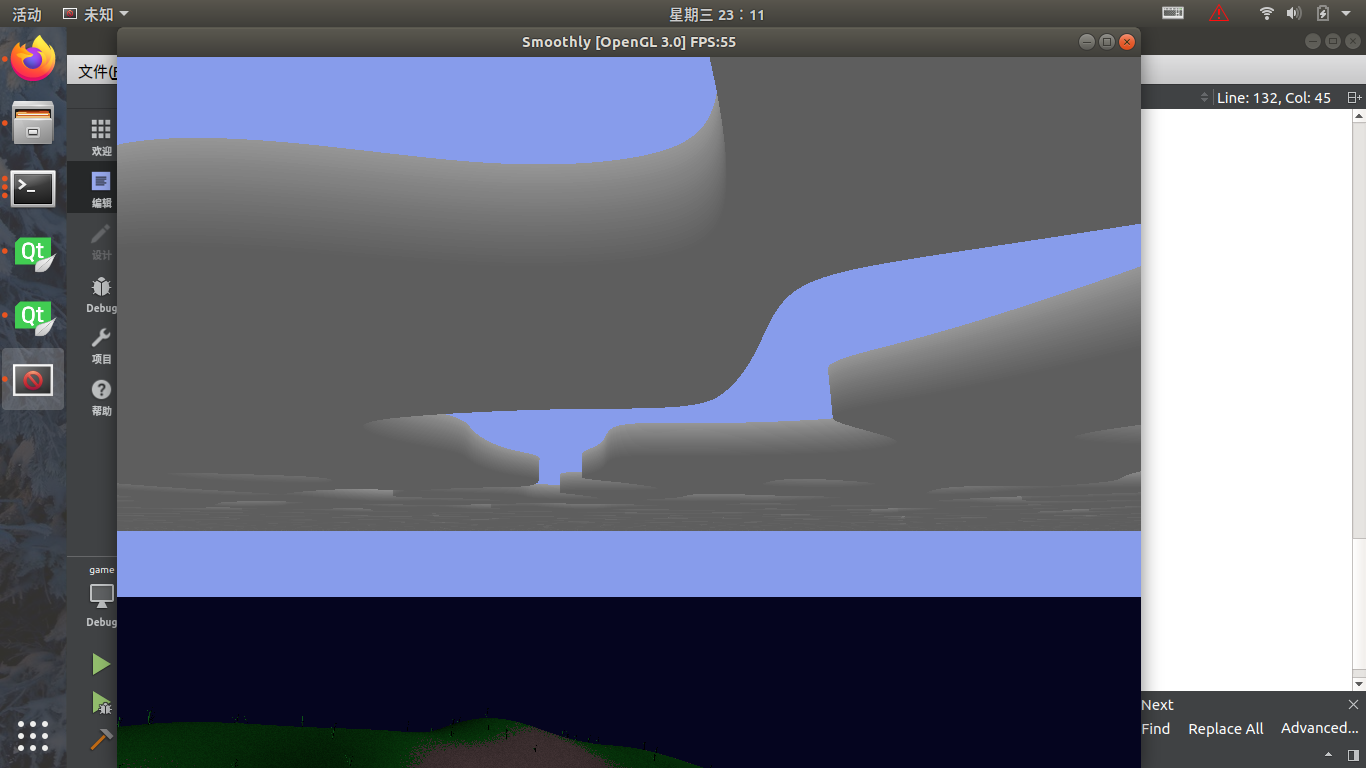 活动
未知
星期三 23：11
Smoothly [OpenGL 3.0] FPS:55
文件(
Line: 132, Col: 45
欢迎
编辑
设计
Debug
项目
帮助
Qt
Qt
game
Debug
Next
Find
Replace All
Advanced...